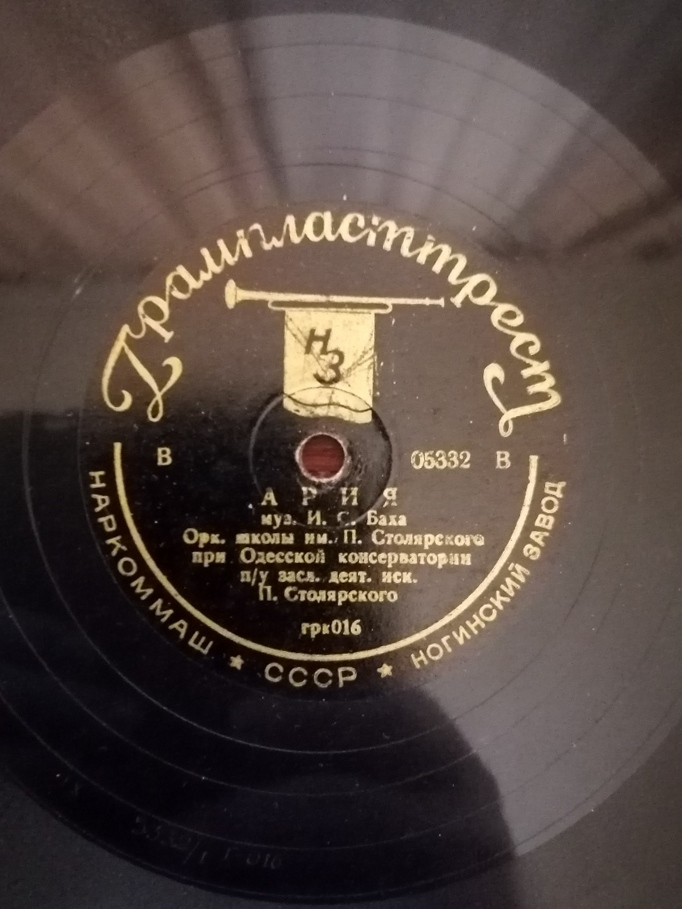 Грампласттрест
НЗ
В 05332 В
АРИЯ
муз. И. С. Баха
Орк. школы им. П. Столярского
при Одесской консерватории
п/у засл. деят. иск.
П. Столярского
грк016
НАРКОММАШ ★ СССР ★ НОГИНСКИЙ ЗАВОД